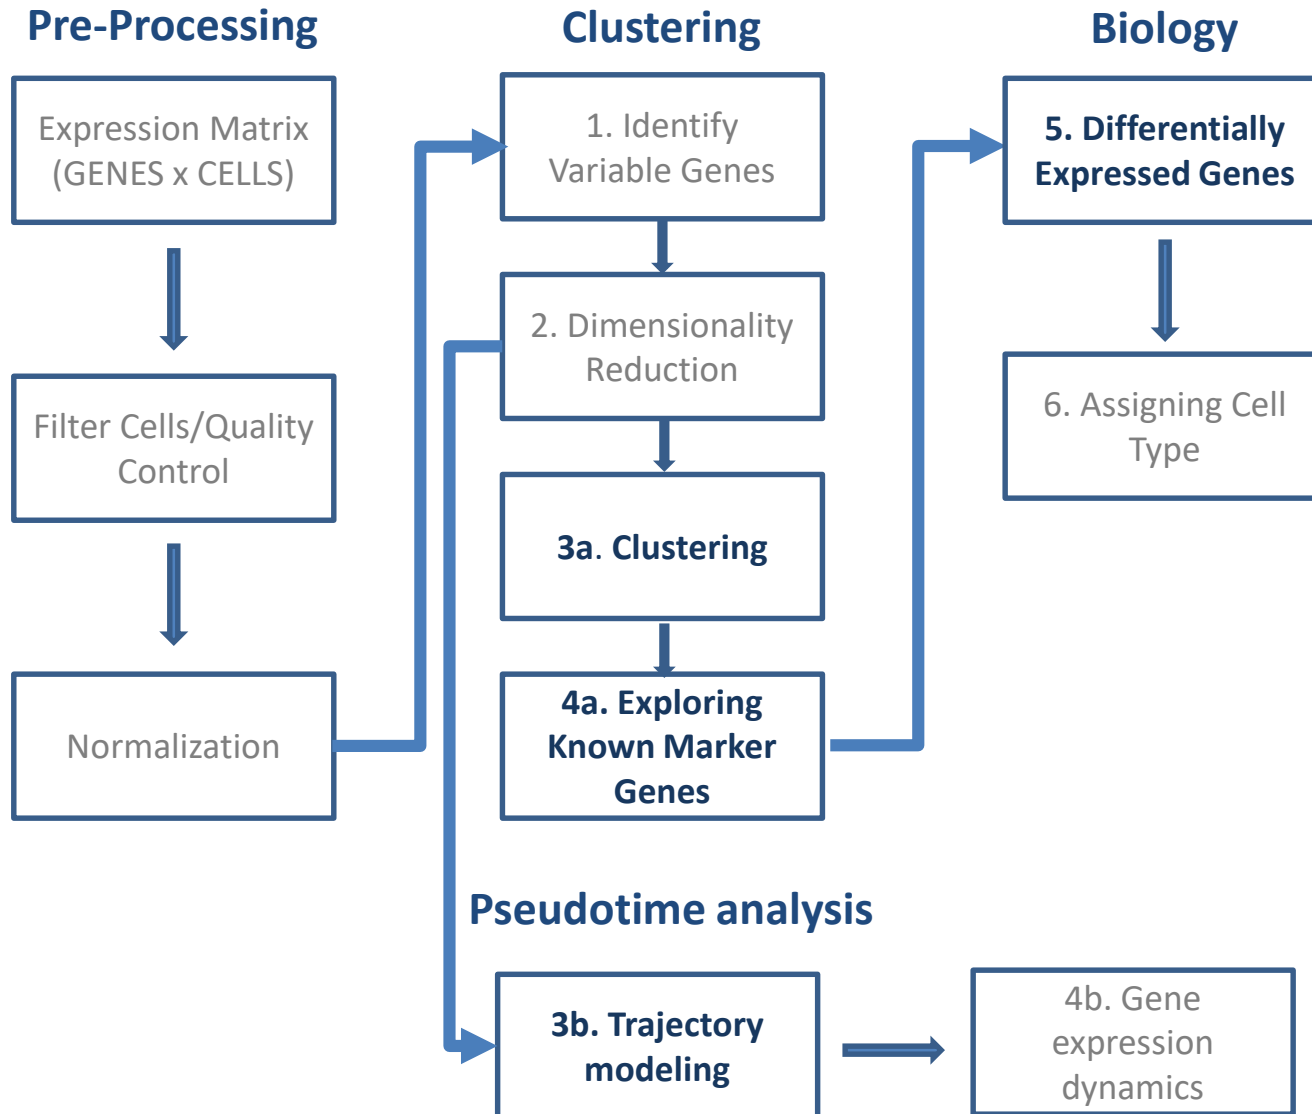 Pre-Processing
Expression Matrix
(GENES x CELLS)
Filter Cells/Quality
Control
Normalization
Clustering
1. Identify
Variable Genes
2. Dimensionality
Reduction
3a. Clustering
4a. Exploring
Known Marker
Genes
Biology
5. Differentially
Expressed Genes
6. Assigning Cell
Type
Pseudotime analysis
3b. Trajectory
modeling
4b. Gene
expression
dynamics